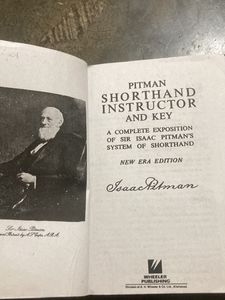 Sir Isaac Pitman,
PITMAN
SHORTHAND
INSTRUCTOR
AND KEY
A COMPLETE EXPOSITION
OF SIR ISAAC PITMAN'S
SYSTEM OF SHORTHAND
NEW ERA EDITION
Isaac Pitman
WHEELER
PUBLISHING